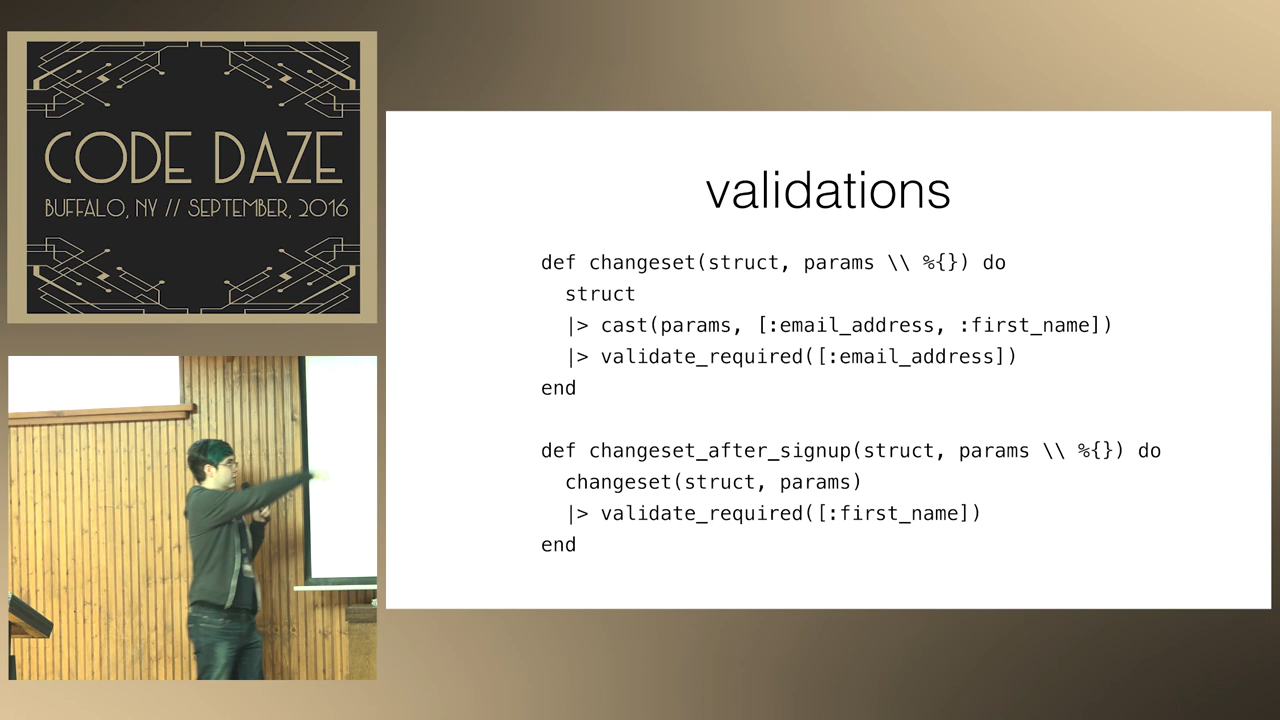 CODE DAZE
BUFFALO, NY // SEPTEMBER, 2016
validations
def changeset(struct, params \\ %{}) do
  struct
  |> cast(params, [:email_address, :first_name])
  |> validate_required([:email_address])
end
def changeset_after_signup(struct, params \\ %{}) do
  changeset(struct, params)
  |> validate_required([:first_name])
end